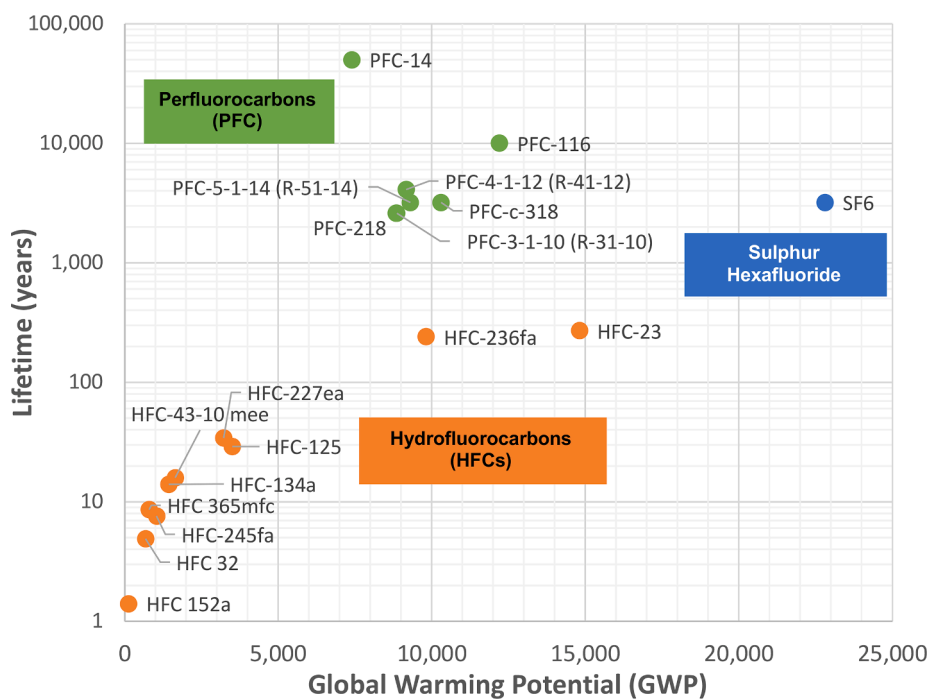 100,000
PFC-14
Perfluorocarbons
(PFC)
10,000
PFC-116
PFC-5-1-14 (R-51-14)
PFC-4-1-12 (R-41-12)
PFC-c-318
SF6
PFC-218
PFC-3-1-10 (R-31-10)
Sulphur
Hexafluoride
1,000
HFC-236fa
HFC-23
100
HFC-227ea
HFC-43-10 mee
HFC-125
Hydrofluorocarbons
(HFCs)
HFC-134a
10
HFC 365mfc
HFC-245fa
HFC 32
HFC 152a
1
Lifetime (years)
0
5,000
10,000
15,000
20,000
25,000
Global Warming Potential (GWP)